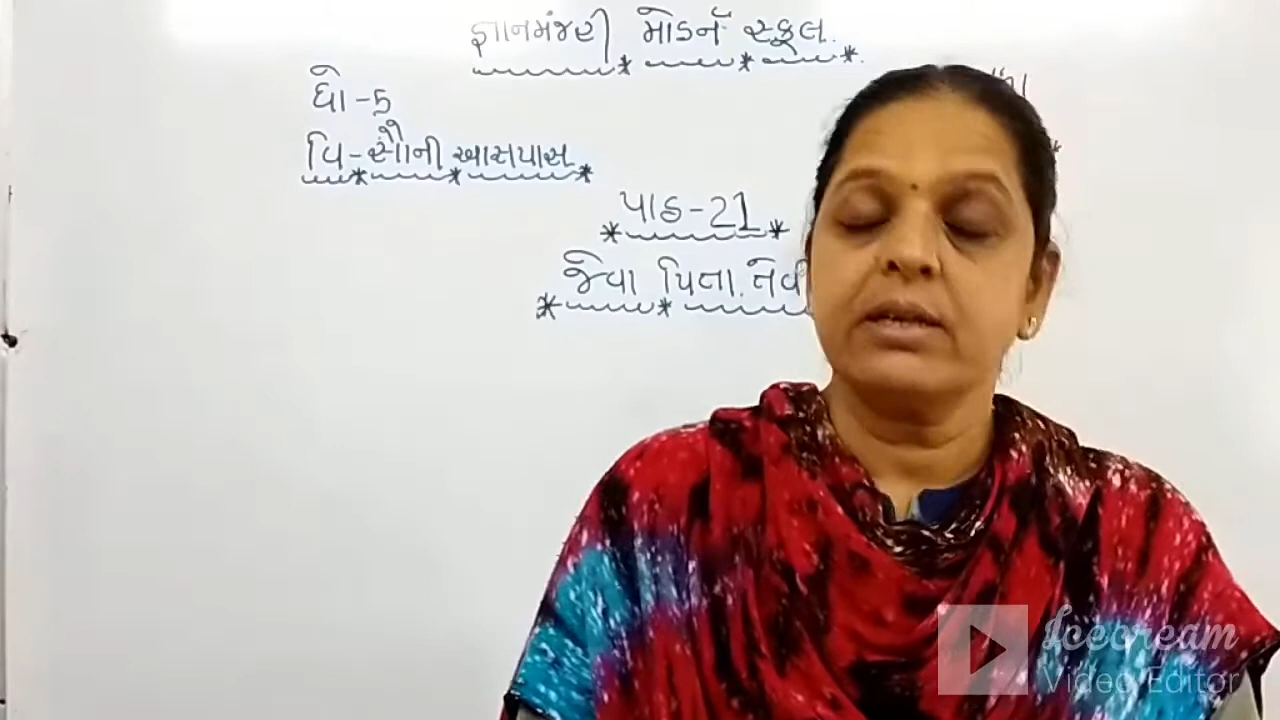 જ્ઞાનમંજરી મોડર્ન સ્કૂલ.
ધો-5
વિ-સૌની આસપાસ
પાઠ-21
જેવા પિતા તેવી
Icecream
Video Editor